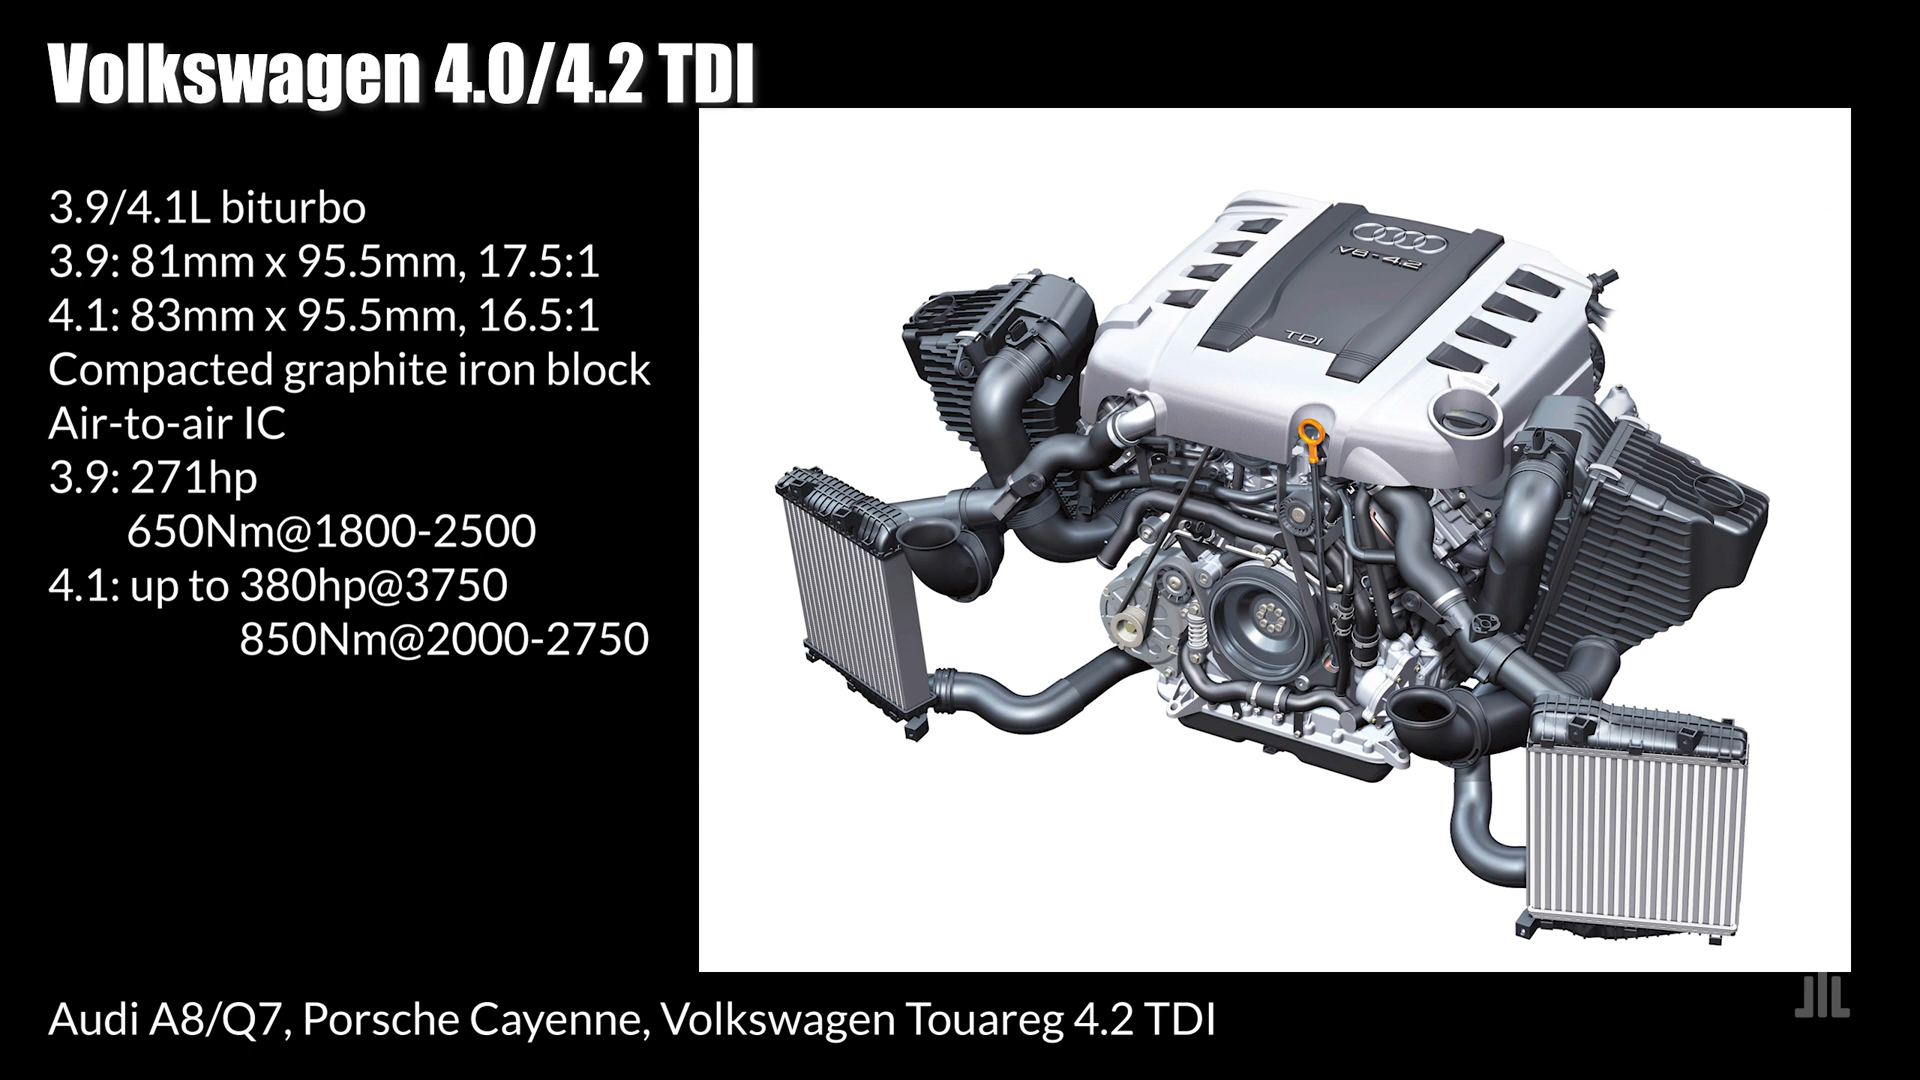 Volkswagen 4.0/4.2 TDI
3.9/4.1L biturbo
3.9: 81mm x 95.5mm, 17.5:1
4.1: 83mm x 95.5mm, 16.5:1
Compacted graphite iron block
Air-to-air IC
3.9: 271hp
650Nm@1800-2500
4.1: up to 380hp@3750
850Nm@2000-2750
V8 4.2
TDI
Audi A8/Q7, Porsche Cayenne, Volkswagen Touareg 4.2 TDI